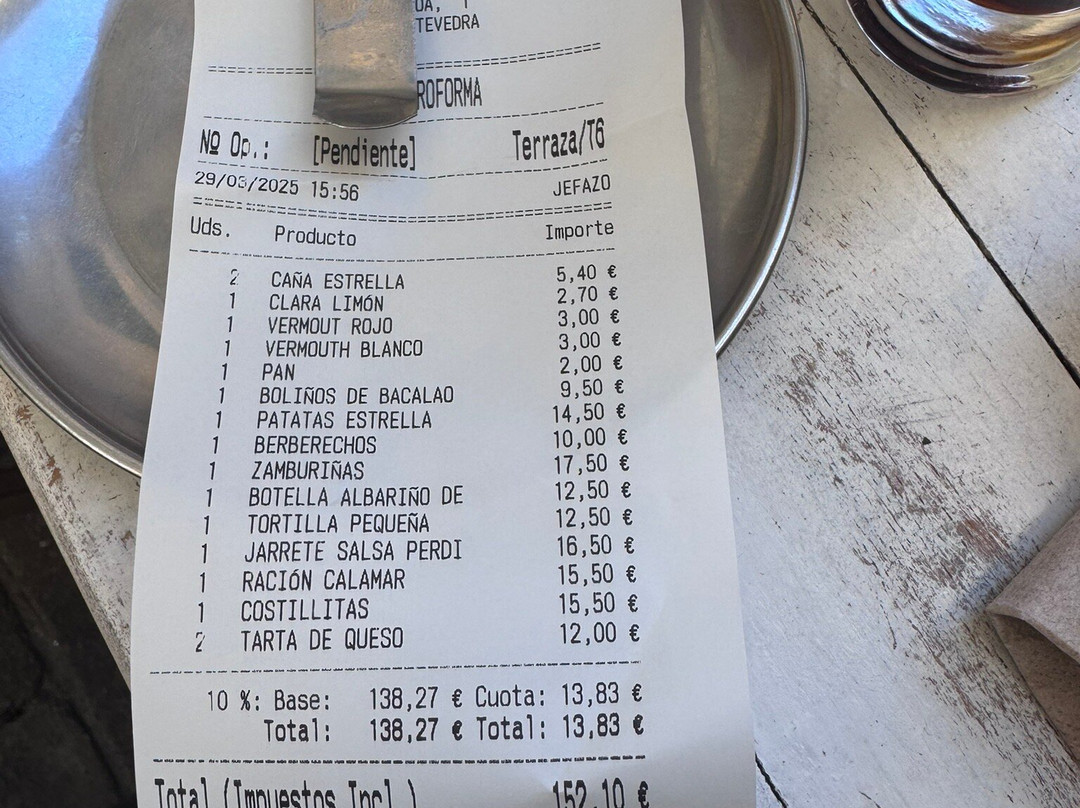 TEVEDRA
ROFORMA
Nº Op.: [Pendiente] Terraza/T6
29/03/2025 15:56 JEFAZO
Uds. Producto Importe
2 CAÑA ESTRELLA 5,40 €
1 CLARA LIMÓN 2,70 €
1 VERMOUT ROJO 3,00 €
1 VERMOUTH BLANCO 3,00 €
1 PAN 2,00 €
1 BOLIÑOS DE BACALAO 9,50 €
1 PATATAS ESTRELLA 14,50 €
1 BERBERECHOS 10,00 €
1 ZAMBURIÑAS 17,50 €
1 BOTELLA ALBARIÑO DE 12,50 €
1 TORTILLA PEQUEÑA 12,50 €
1 JARRETE SALSA PERDI 16,50 €
1 RACIÓN CALAMAR 15,50 €
1 COSTILLITAS 15,50 €
2 TARTA DE QUESO 12,00 €
10 %: Base: 138,27 € Cuota: 13,83 €
Total: 138,27 € Total: 13,83 €
Total (Impuestos Incl.) 152,10 €